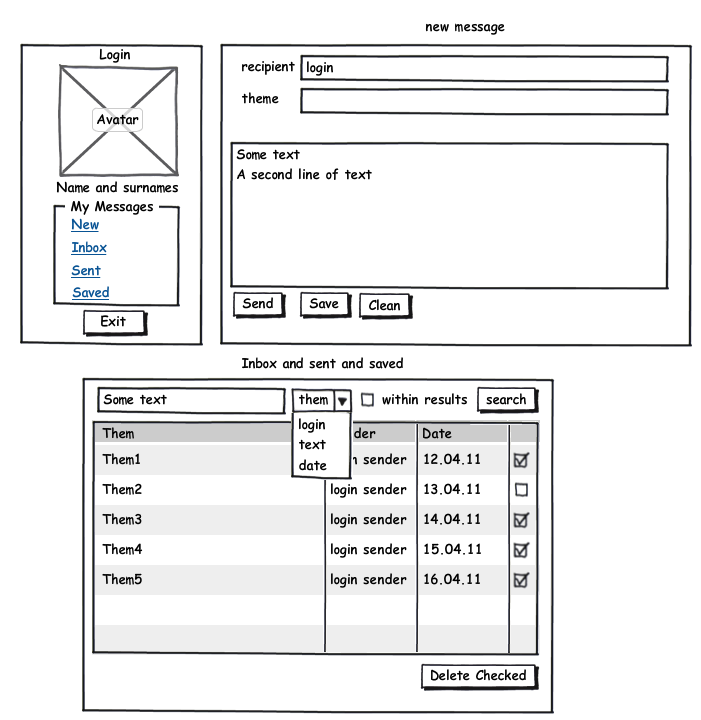 new message
Login
Avatar
Name and surnames
My Messages
New
Inbox
Sent
Saved
Exit
recipient login
theme
Some text
A second line of text
Send Save Clean
Inbox and sent and saved
Some text them within results search
login
text
date
Them Date
Them1 sender 12.04.11
Them2 login sender 13.04.11
Them3 login sender 14.04.11
Them4 login sender 15.04.11
Them5 login sender 16.04.11
Delete Checked